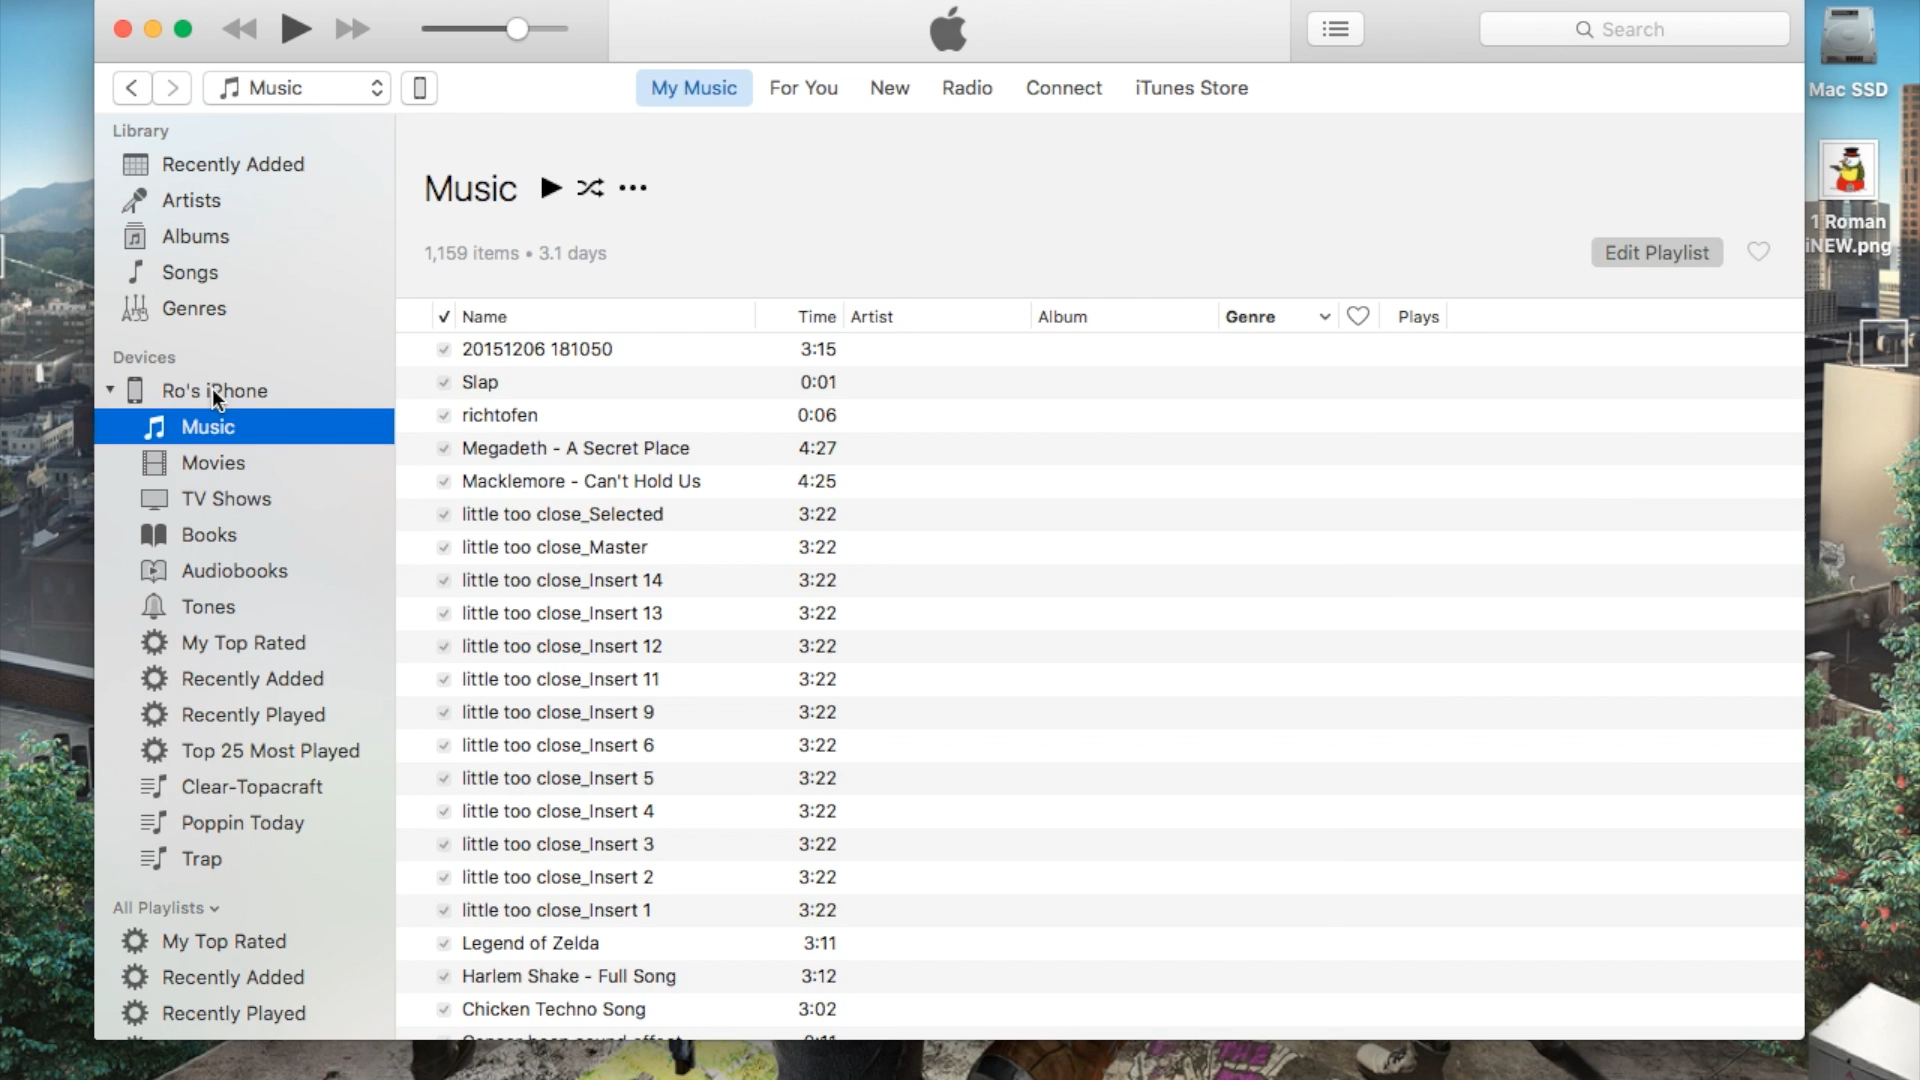 Search
Music
My Music
For You
New
Radio
Connect
iTunes Store
Mac SSD
1 Roman
iNEW.png
Library
Recently Added
Artists
Albums
Songs
Genres
Devices
Ro's iPhone
Music
Movies
TV Shows
Books
Audiobooks
Tones
My Top Rated
Recently Added
Recently Played
Top 25 Most Played
Clear-Topacraft
Poppin Today
Trap
All Playlists
My Top Rated
Recently Added
Recently Played
Music
1,159 items • 3.1 days
Edit Playlist
✓ Name Time Artist Album Genre Plays
20151206 181050 3:15
Slap 0:01
richtofen 0:06
Megadeth - A Secret Place 4:27
Macklemore - Can't Hold Us 4:25
little too close_Selected 3:22
little too close_Master 3:22
little too close_Insert 14 3:22
little too close_Insert 13 3:22
little too close_Insert 12 3:22
little too close_Insert 11 3:22
little too close_Insert 9 3:22
little too close_Insert 6 3:22
little too close_Insert 5 3:22
little too close_Insert 4 3:22
little too close_Insert 3 3:22
little too close_Insert 2 3:22
little too close_Insert 1 3:22
Legend of Zelda 3:11
Harlem Shake - Full Song 3:12
Chicken Techno Song 3:02